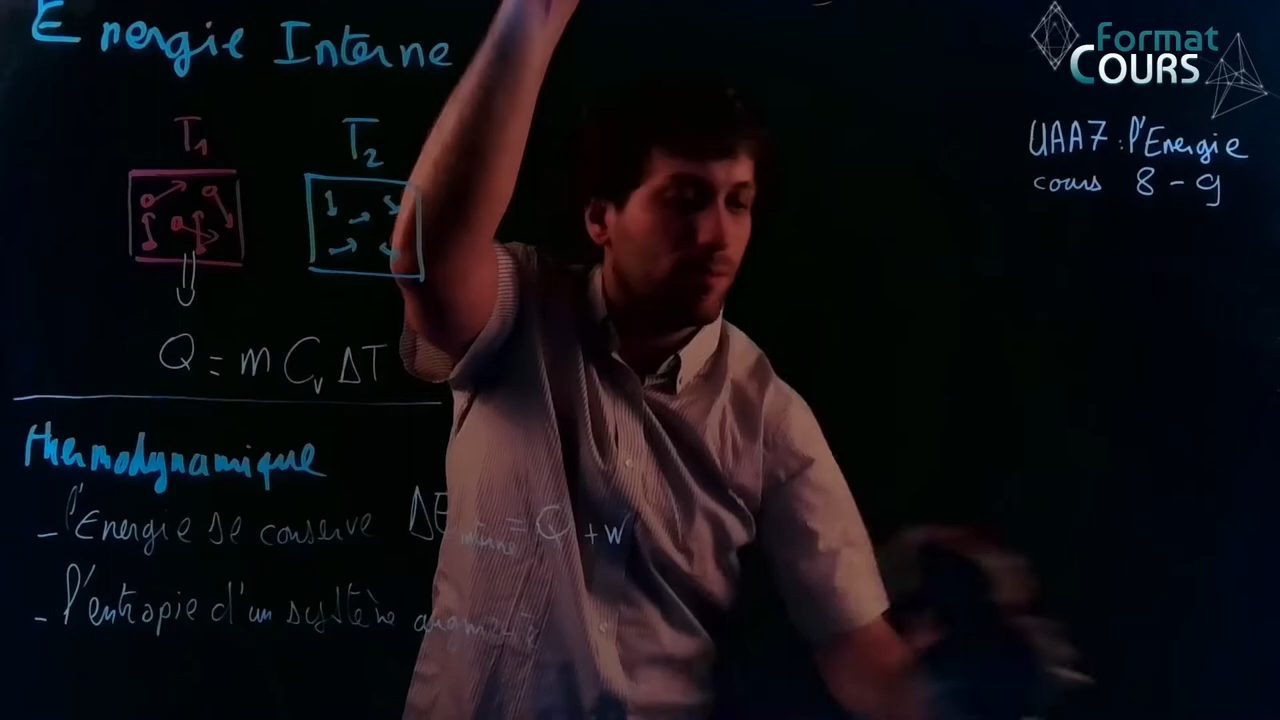 Energie Interne
Format
COURS
UAA7 : l'Energie
cours 8-9
T1 T2
Q = m Cv ΔT
thermodynamique
- l'Energie se conserve ΔE interne = Q + W
- l'entropie d'un système augmente